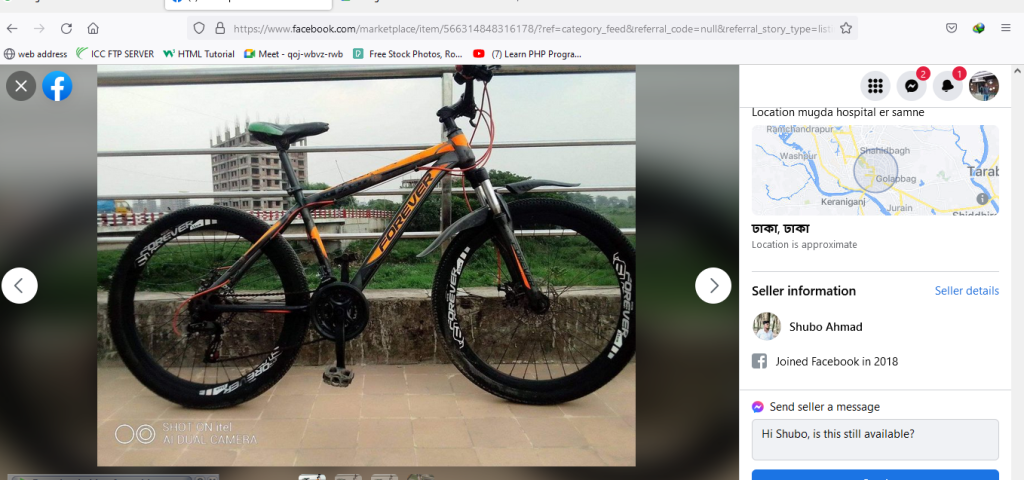 https://www.facebook.com/marketplace/item/566314848316178/?ref=category_feed&referral_code=null&referral_story_type=list
web address
ICC FTP SERVER
HTML Tutorial
Meet - qoj-wbvz-rwb
Free Stock Photos, Ro...
(7) Learn PHP Progra...
2
1
Location mugda hospital er samne
Ramchandrapur
Shahidbagh
Washpur
Golapbag
Tarab
Keraniganj
Jurain
ঢাকা, ঢাকা
Location is approximate
Seller information
Seller details
Shubo Ahmad
Joined Facebook in 2018
Send seller a message
Hi Shubo, is this still available?
FOREVER
FOREVER
FOREVER
FOREVER
FOREVER
SHOT ON itel
AI DUAL CAMERA